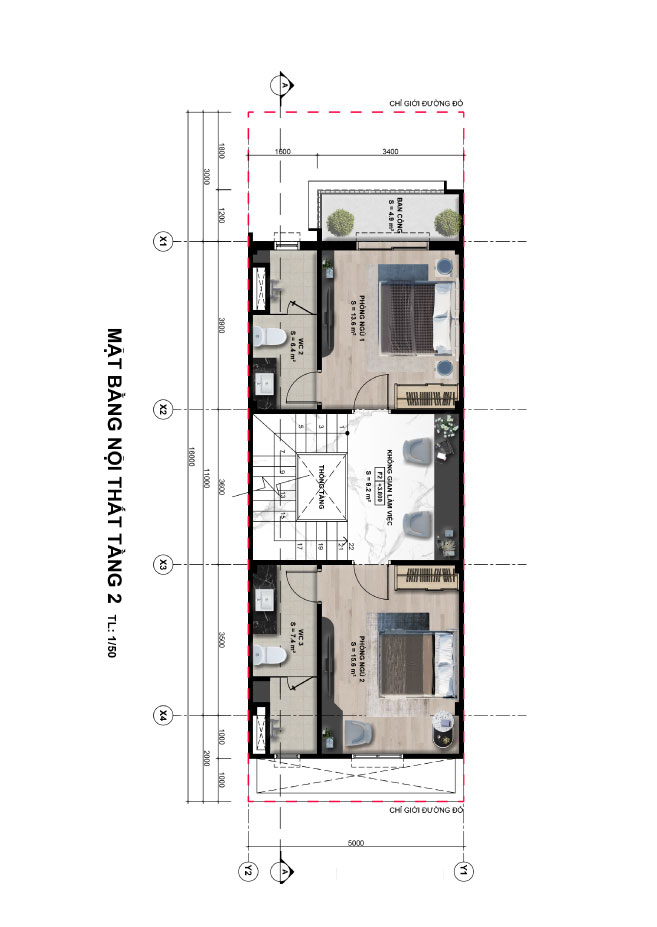 A
CHỈ GIỚI ĐƯỜNG ĐỎ
1600
3400
1800
3000
1200
BAN CÔNG
S = 4.9 m²
X1
PHÒNG NGỦ 1
S = 13.6 m²
WC 2
S = 6.4 m²
3900
X2
MẶT BẰNG NỘI THẤT TẦNG 2
TL: 1/50
16000
11000
3600
KHÔNG GIAN LÀM VIỆC
F2 +3.800
S = 9.2 m²
THÔNG TẦNG
1
3
5
7
9
13
15
17
19
21
22
X3
WC 3
S = 7.4 m²
PHÒNG NGỦ 2
S = 15.6 m²
3500
X4
1000
2000
1000
CHỈ GIỚI ĐƯỜNG ĐỎ
5000
Y2
A
Y1